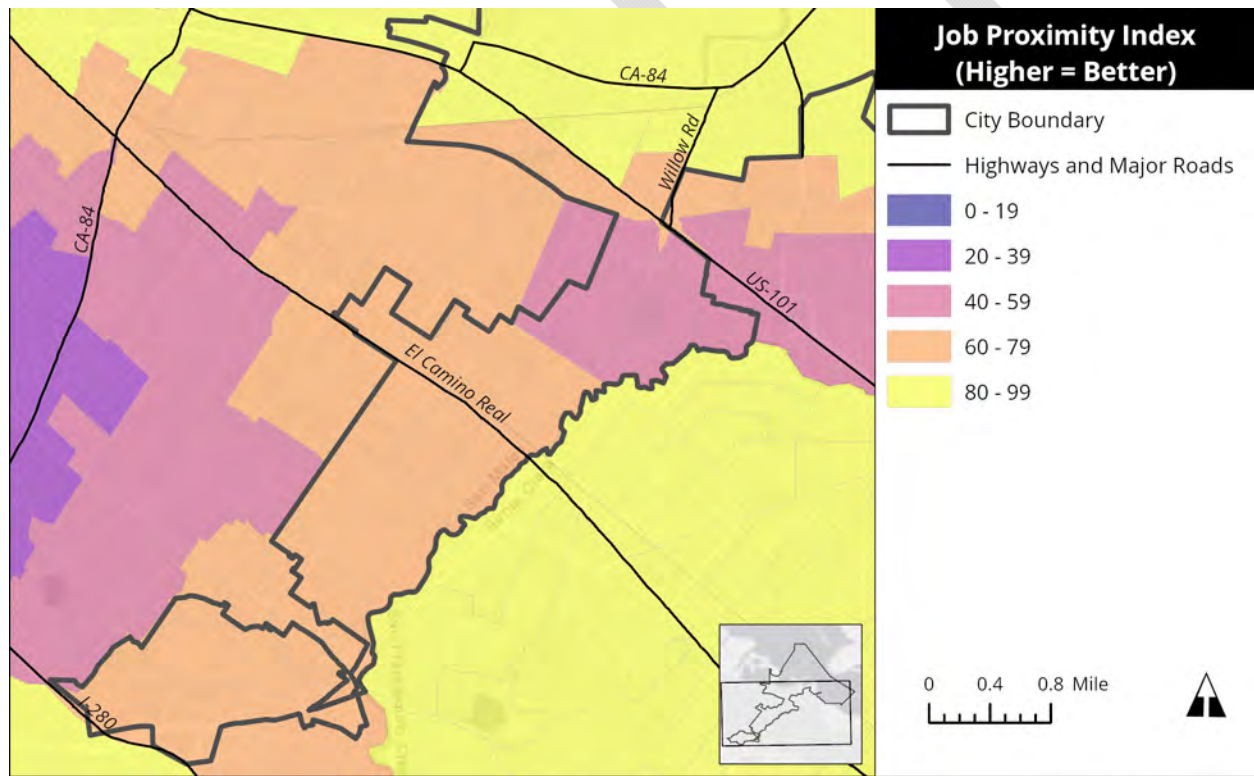 Job Proximity Index
(Higher = Better)
City Boundary
Highways and Major Roads
0 - 19
20 - 39
40 - 59
60 - 79
80 - 99
0 0.4 0.8 Mile
CA-84
Willow Rd
CA-84
US-101
El Camino Real
I-280